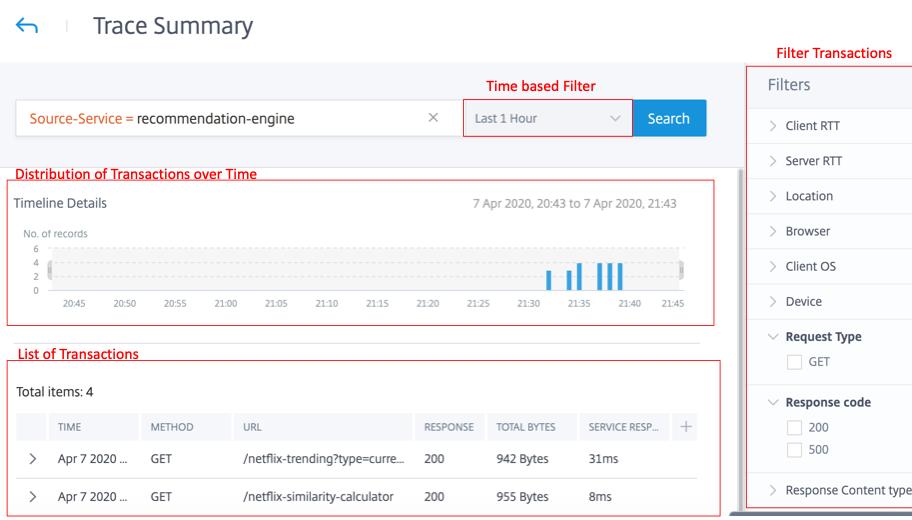 Trace Summary
Filter Transactions
Time based Filter
Filters
Source-Service = recommendation-engine
Last 1 Hour
Search
Client RTT
Server RTT
Location
Browser
Client OS
Device
Request Type
GET
Response code
200
500
Response Content type
Distribution of Transactions over Time
Timeline Details
7 Apr 2020, 20:43 to 7 Apr 2020, 21:43
No. of records
6
4
2
0
20:45 20:50 20:55 21:00 21:05 21:10 21:15 21:20 21:25 21:30 21:35 21:40 21:45
List of Transactions
Total items: 4
TIME METHOD URL RESPONSE TOTAL BYTES SERVICE RESP...
Apr 7 2020 ... GET /netflix-trending?type=curre... 200 942 Bytes 31ms
Apr 7 2020 ... GET /netflix-similarity-calculator 200 955 Bytes 8ms